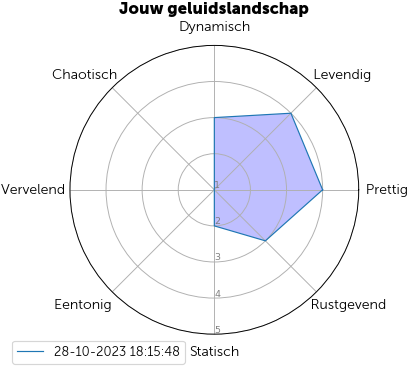 Jouw geluidslandschap
Dynamisch
Chaotisch
Levendig
Vervelend
1
Prettig
2
3
4
Eentonig
Rustgevend
5
28-10-2023 18:15:48
Statisch